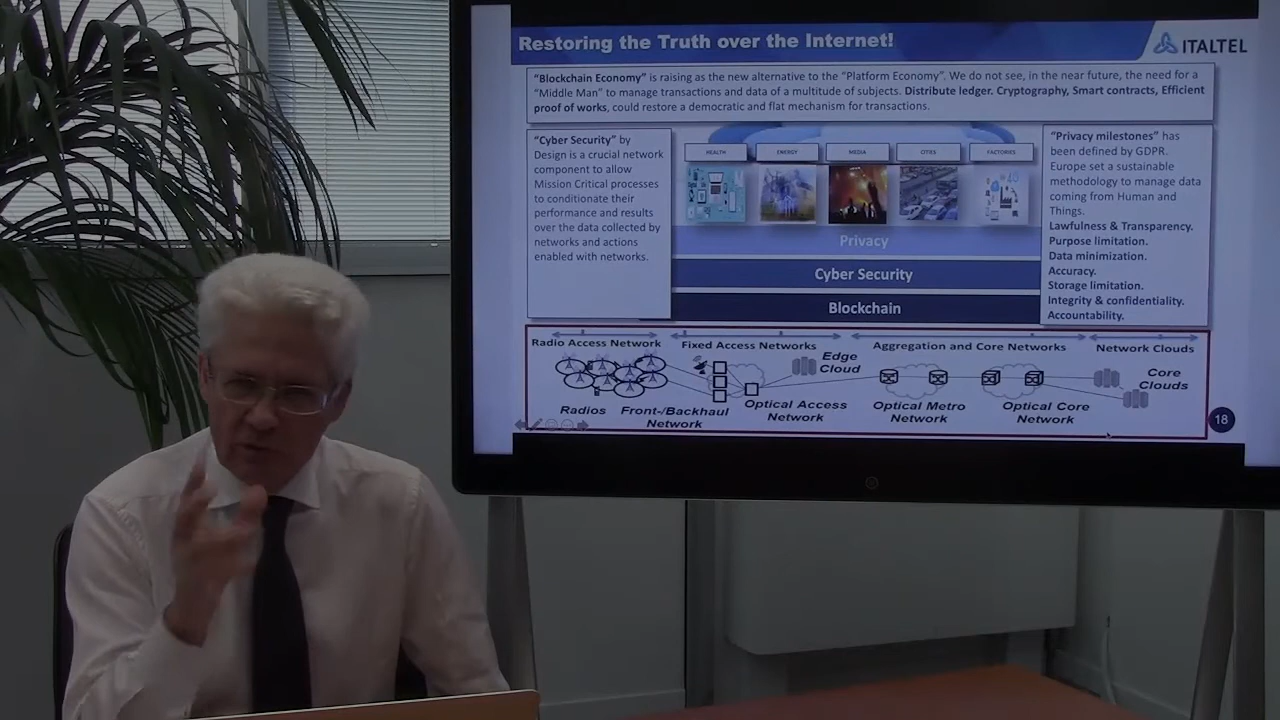 Restoring the Truth over the Internet!
ITALTEL
“Blockchain Economy” is raising as the new alternative to the “Platform Economy”. We do not see, in the near future, the need for a
“Middle Man” to manage transactions and data of a multitude of subjects. Distribute ledger. Cryptography, Smart contracts, Efficient
proof of works, could restore a democratic and flat mechanism for transactions.
“Cyber Security” by
Design is a crucial network
component to allow
Mission Critical processes
to conditionate their
performance and results
over the data collected by
networks and actions
enabled with networks.
HEALTH
ENERGY
MEDIA
CITIES
FACTORIES
Privacy
Cyber Security
Blockchain
“Privacy milestones” has
been defined by GDPR.
Europe set a sustainable
methodology to manage data
coming from Human and
Things.
Lawfulness & Transparency.
Purpose limitation.
Data minimization.
Accuracy.
Storage limitation.
Integrity & confidentiality.
Accountability.
Radio Access Network
Fixed Access Networks
Aggregation and Core Networks
Network Clouds
Edge
Cloud
Core
Clouds
Radios
Front-/Backhaul
Network
Optical Access
Network
Optical Metro
Network
Optical Core
Network
18